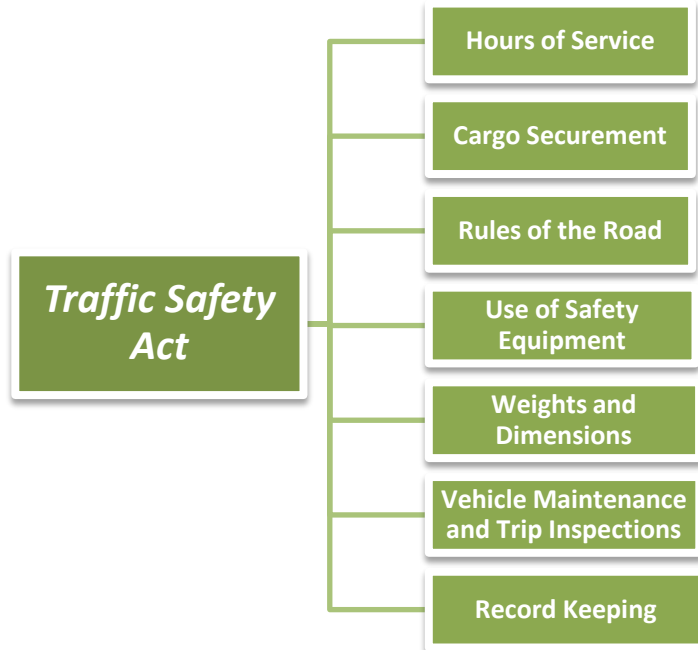 Traffic Safety
Act
Hours of Service
Cargo Securement
Rules of the Road
Use of Safety
Equipment
Weights and
Dimensions
Vehicle Maintenance
and Trip Inspections
Record Keeping